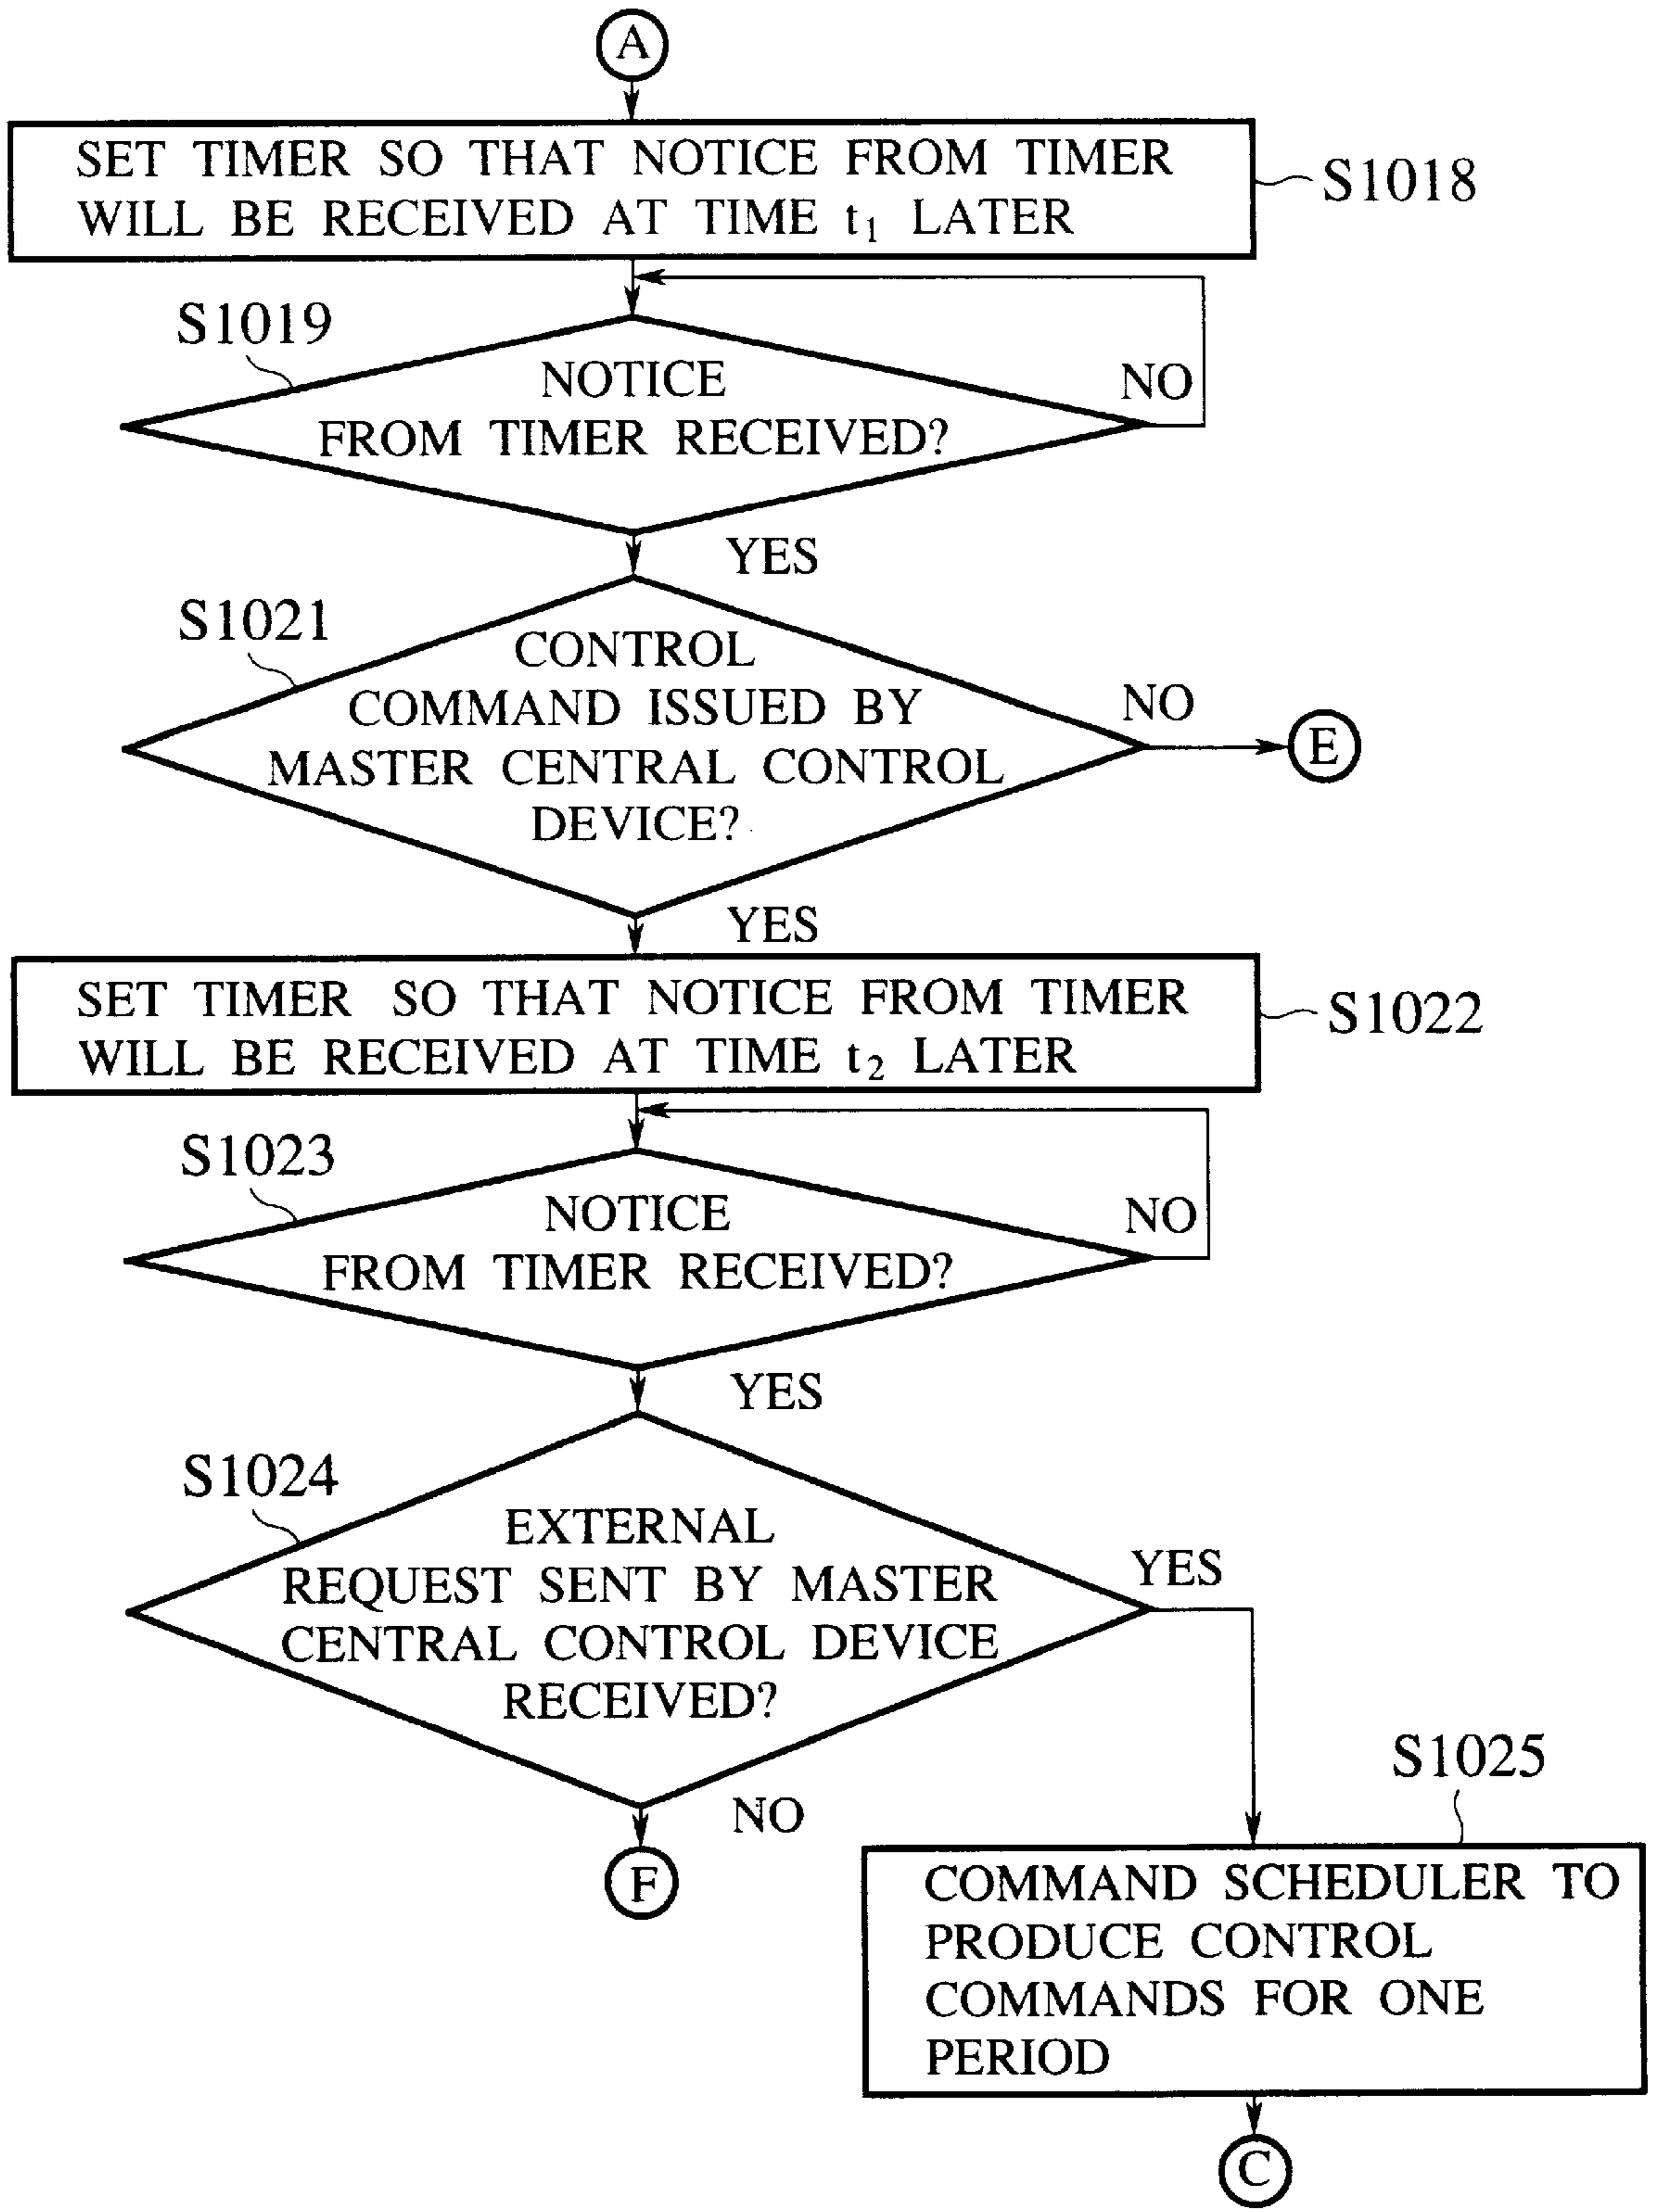 A
SET TIMER SO THAT NOTICE FROM TIMER
WILL BE RECEIVED AT TIME t₁ LATER
S1018
S1019
NOTICE
FROM TIMER RECEIVED?
NO
YES
S1021
CONTROL
COMMAND ISSUED BY
MASTER CENTRAL CONTROL
DEVICE?
NO
E
YES
SET TIMER SO THAT NOTICE FROM TIMER
WILL BE RECEIVED AT TIME t₂ LATER
S1022
S1023
NOTICE
FROM TIMER RECEIVED?
NO
YES
S1024
EXTERNAL
REQUEST SENT BY MASTER
CENTRAL CONTROL DEVICE
RECEIVED?
YES
NO
F
S1025
COMMAND SCHEDULER TO
PRODUCE CONTROL
COMMANDS FOR ONE
PERIOD
C